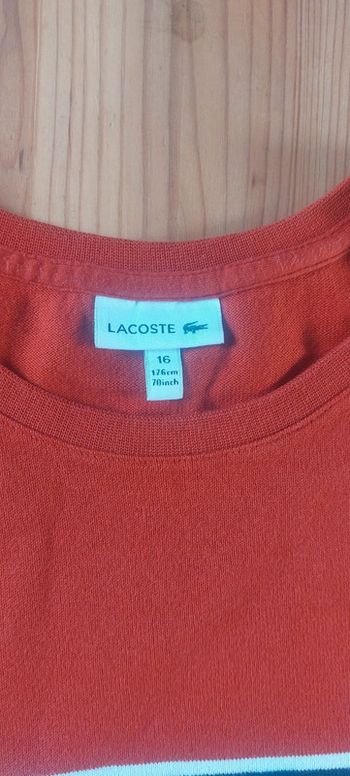 LACOSTE
16
176cm
70inch